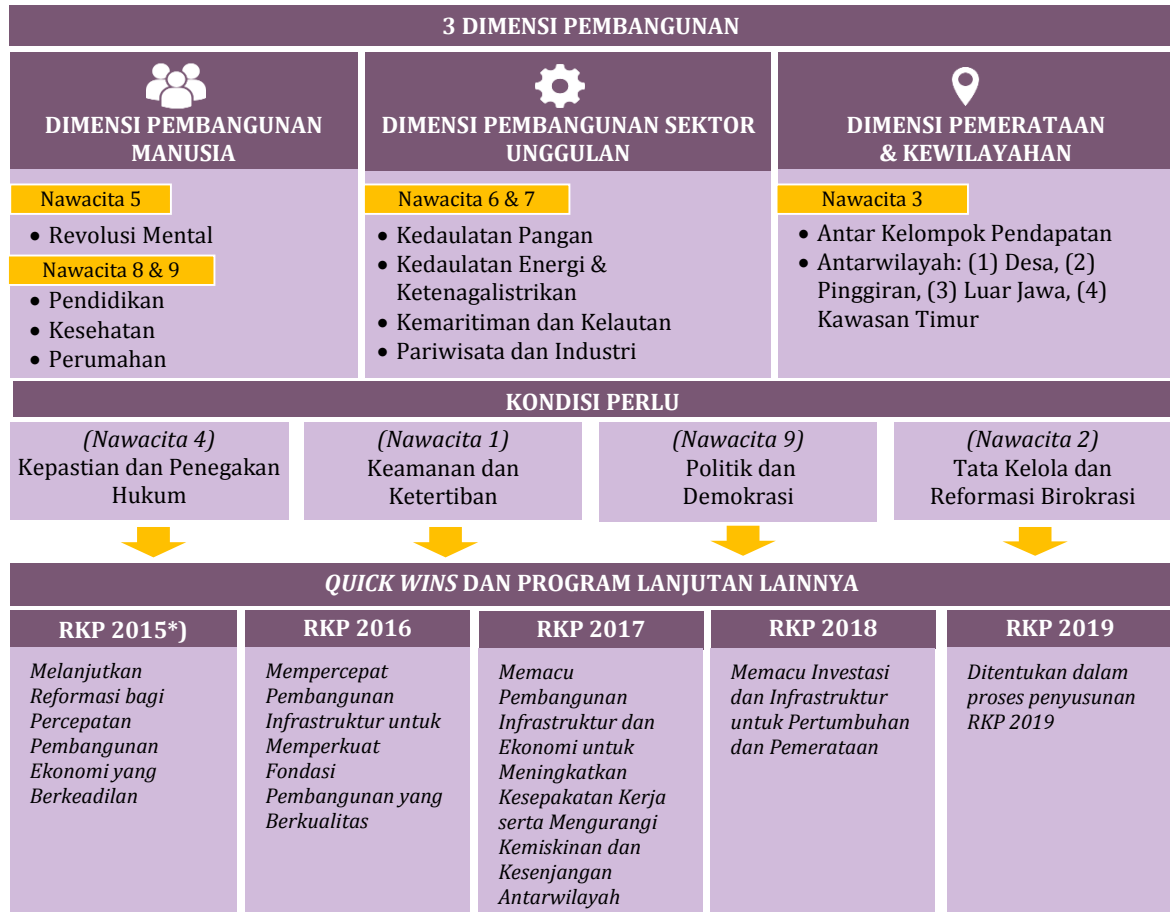 3 DIMENSI PEMBANGUNAN
DIMENSI PEMBANGUNAN
MANUSIA
Nawacita 5
• Revolusi Mental
Nawacita 8 & 9
• Pendidikan
• Kesehatan
• Perumahan
DIMENSI PEMBANGUNAN SEKTOR
UNGGULAN
Nawacita 6 & 7
• Kedaulatan Pangan
• Kedaulatan Energi &
Ketenagalistrikan
• Kemaritiman dan Kelautan
• Pariwisata dan Industri
DIMENSI PEMERATAAN
& KEWILAYAHAN
Nawacita 3
• Antar Kelompok Pendapatan
• Antarwilayah: (1) Desa, (2)
Pinggiran, (3) Luar Jawa, (4)
Kawasan Timur
KONDISI PERLU
(Nawacita 4)
Kepastian dan Penegakan
Hukum
(Nawacita 1)
Keamanan dan
Ketertiban
(Nawacita 9)
Politik dan
Demokrasi
(Nawacita 2)
Tata Kelola dan
Reformasi Birokrasi
QUICK WINS DAN PROGRAM LANJUTAN LAINNYA
RKP 2015*)
Melanjutkan
Reformasi bagi
Percepatan
Pembangunan
Ekonomi yang
Berkeadilan
RKP 2016
Mempercepat
Pembangunan
Infrastruktur untuk
Memperkuat
Fondasi
Pembangunan yang
Berkualitas
RKP 2017
Memacu
Pembangunan
Infrastruktur dan
Ekonomi untuk
Meningkatkan
Kesepakatan Kerja
serta Mengurangi
Kemiskinan dan
Kesenjangan
Antarwilayah
RKP 2018
Memacu Investasi
dan Infrastruktur
untuk Pertumbuhan
dan Pemerataan
RKP 2019
Ditentukan dalam
proses penyusunan
RKP 2019